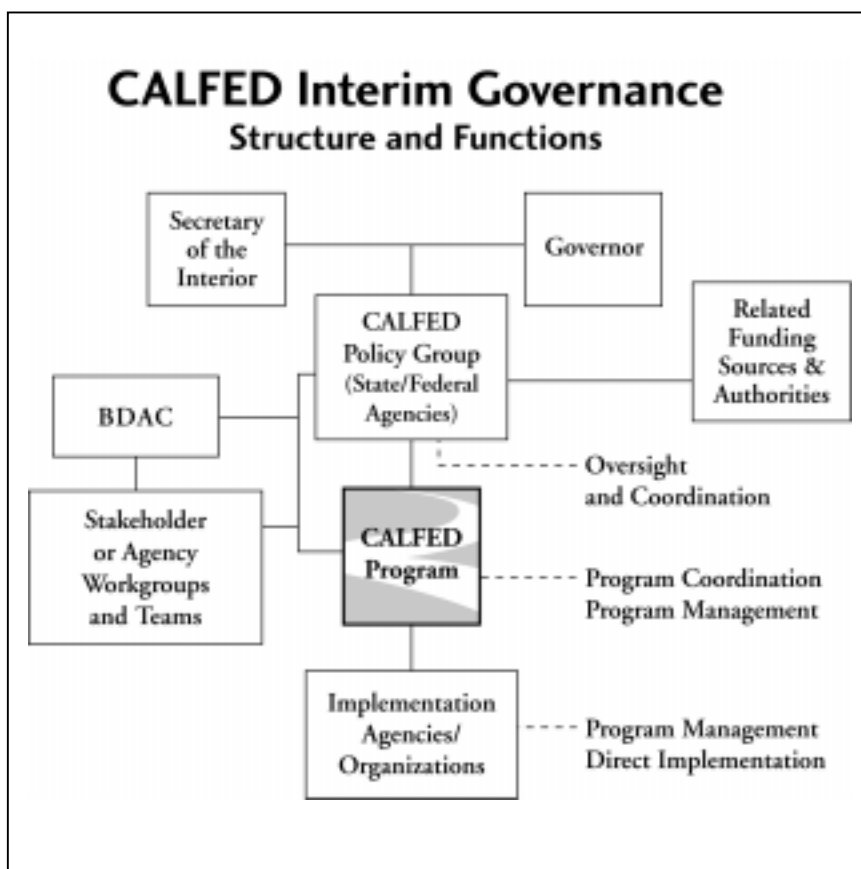 CALFED Interim Governance
Structure and Functions
Secretary
of the
Interior
Governor
CALFED
Policy Group
(State/Federal
Agencies)
Related
Funding
Sources &
Authorities
BDAC
Oversight
and Coordination
Stakeholder
or Agency
Workgroups
and Teams
CALFED
Program
Program Coordination
Program Management
Implementation
Agencies/
Organizations
Program Management
Direct Implementation